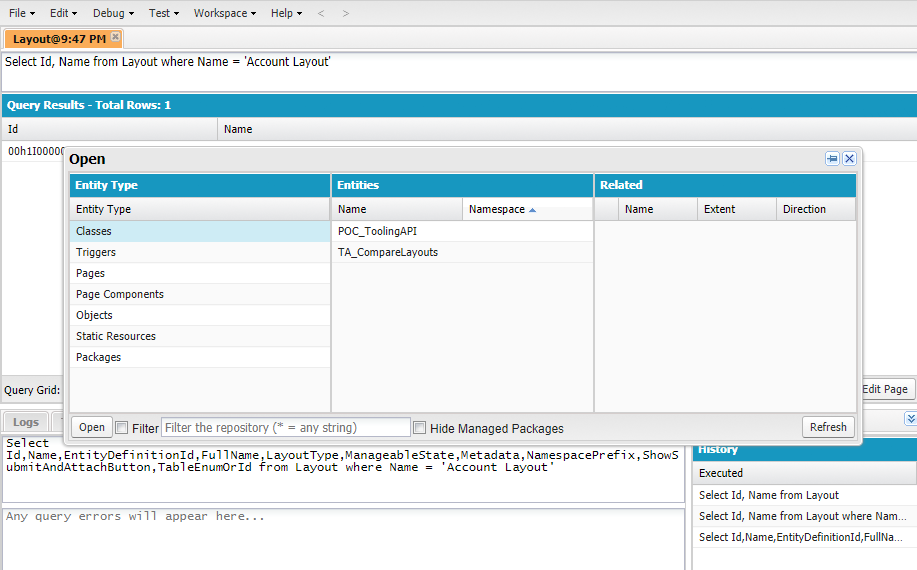 File Edit Debug Test Workspace Help < >
Layout@9:47 PM
Select Id, Name from Layout where Name = 'Account Layout'
Query Results - Total Rows: 1
Id Name
00h1I00000
Open
Entity Type Entities Related
Entity Type Name Namespace Name Extent Direction
Classes POC_ToolingAPI
Triggers TA_CompareLayouts
Pages
Page Components
Objects
Static Resources
Packages
Query Grid: Edit Page
Open Filter Filter the repository (* = any string) Hide Managed Packages Refresh
Logs
Select
Id,Name,EntityDefinitionId,FullName,LayoutType,ManageableState,Metadata,NamespacePrefix,ShowS
ubmitAndAttachButton,TableEnumOrId from Layout where Name = 'Account Layout'
Any query errors will appear here...
History
Executed
Select Id, Name from Layout
Select Id, Name from Layout where Nam...
Select Id,Name,EntityDefinitionId,FullNa...